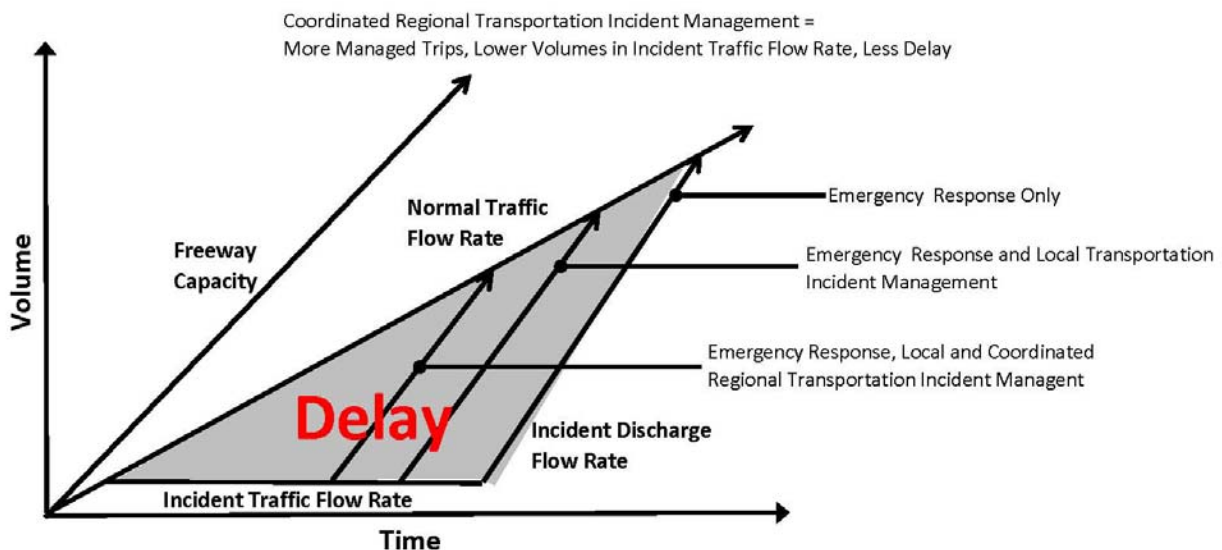 Coordinated Regional Transportation Incident Management =
More Managed Trips, Lower Volumes in Incident Traffic Flow Rate, Less Delay
Normal Traffic
Flow Rate
Emergency Response Only
Freeway
Capacity
Emergency Response and Local Transportation
Incident Management
Volume
Emergency Response, Local and Coordinated
Regional Transportation Incident Managent
Delay
Incident Discharge
Flow Rate
Incident Traffic Flow Rate
Time